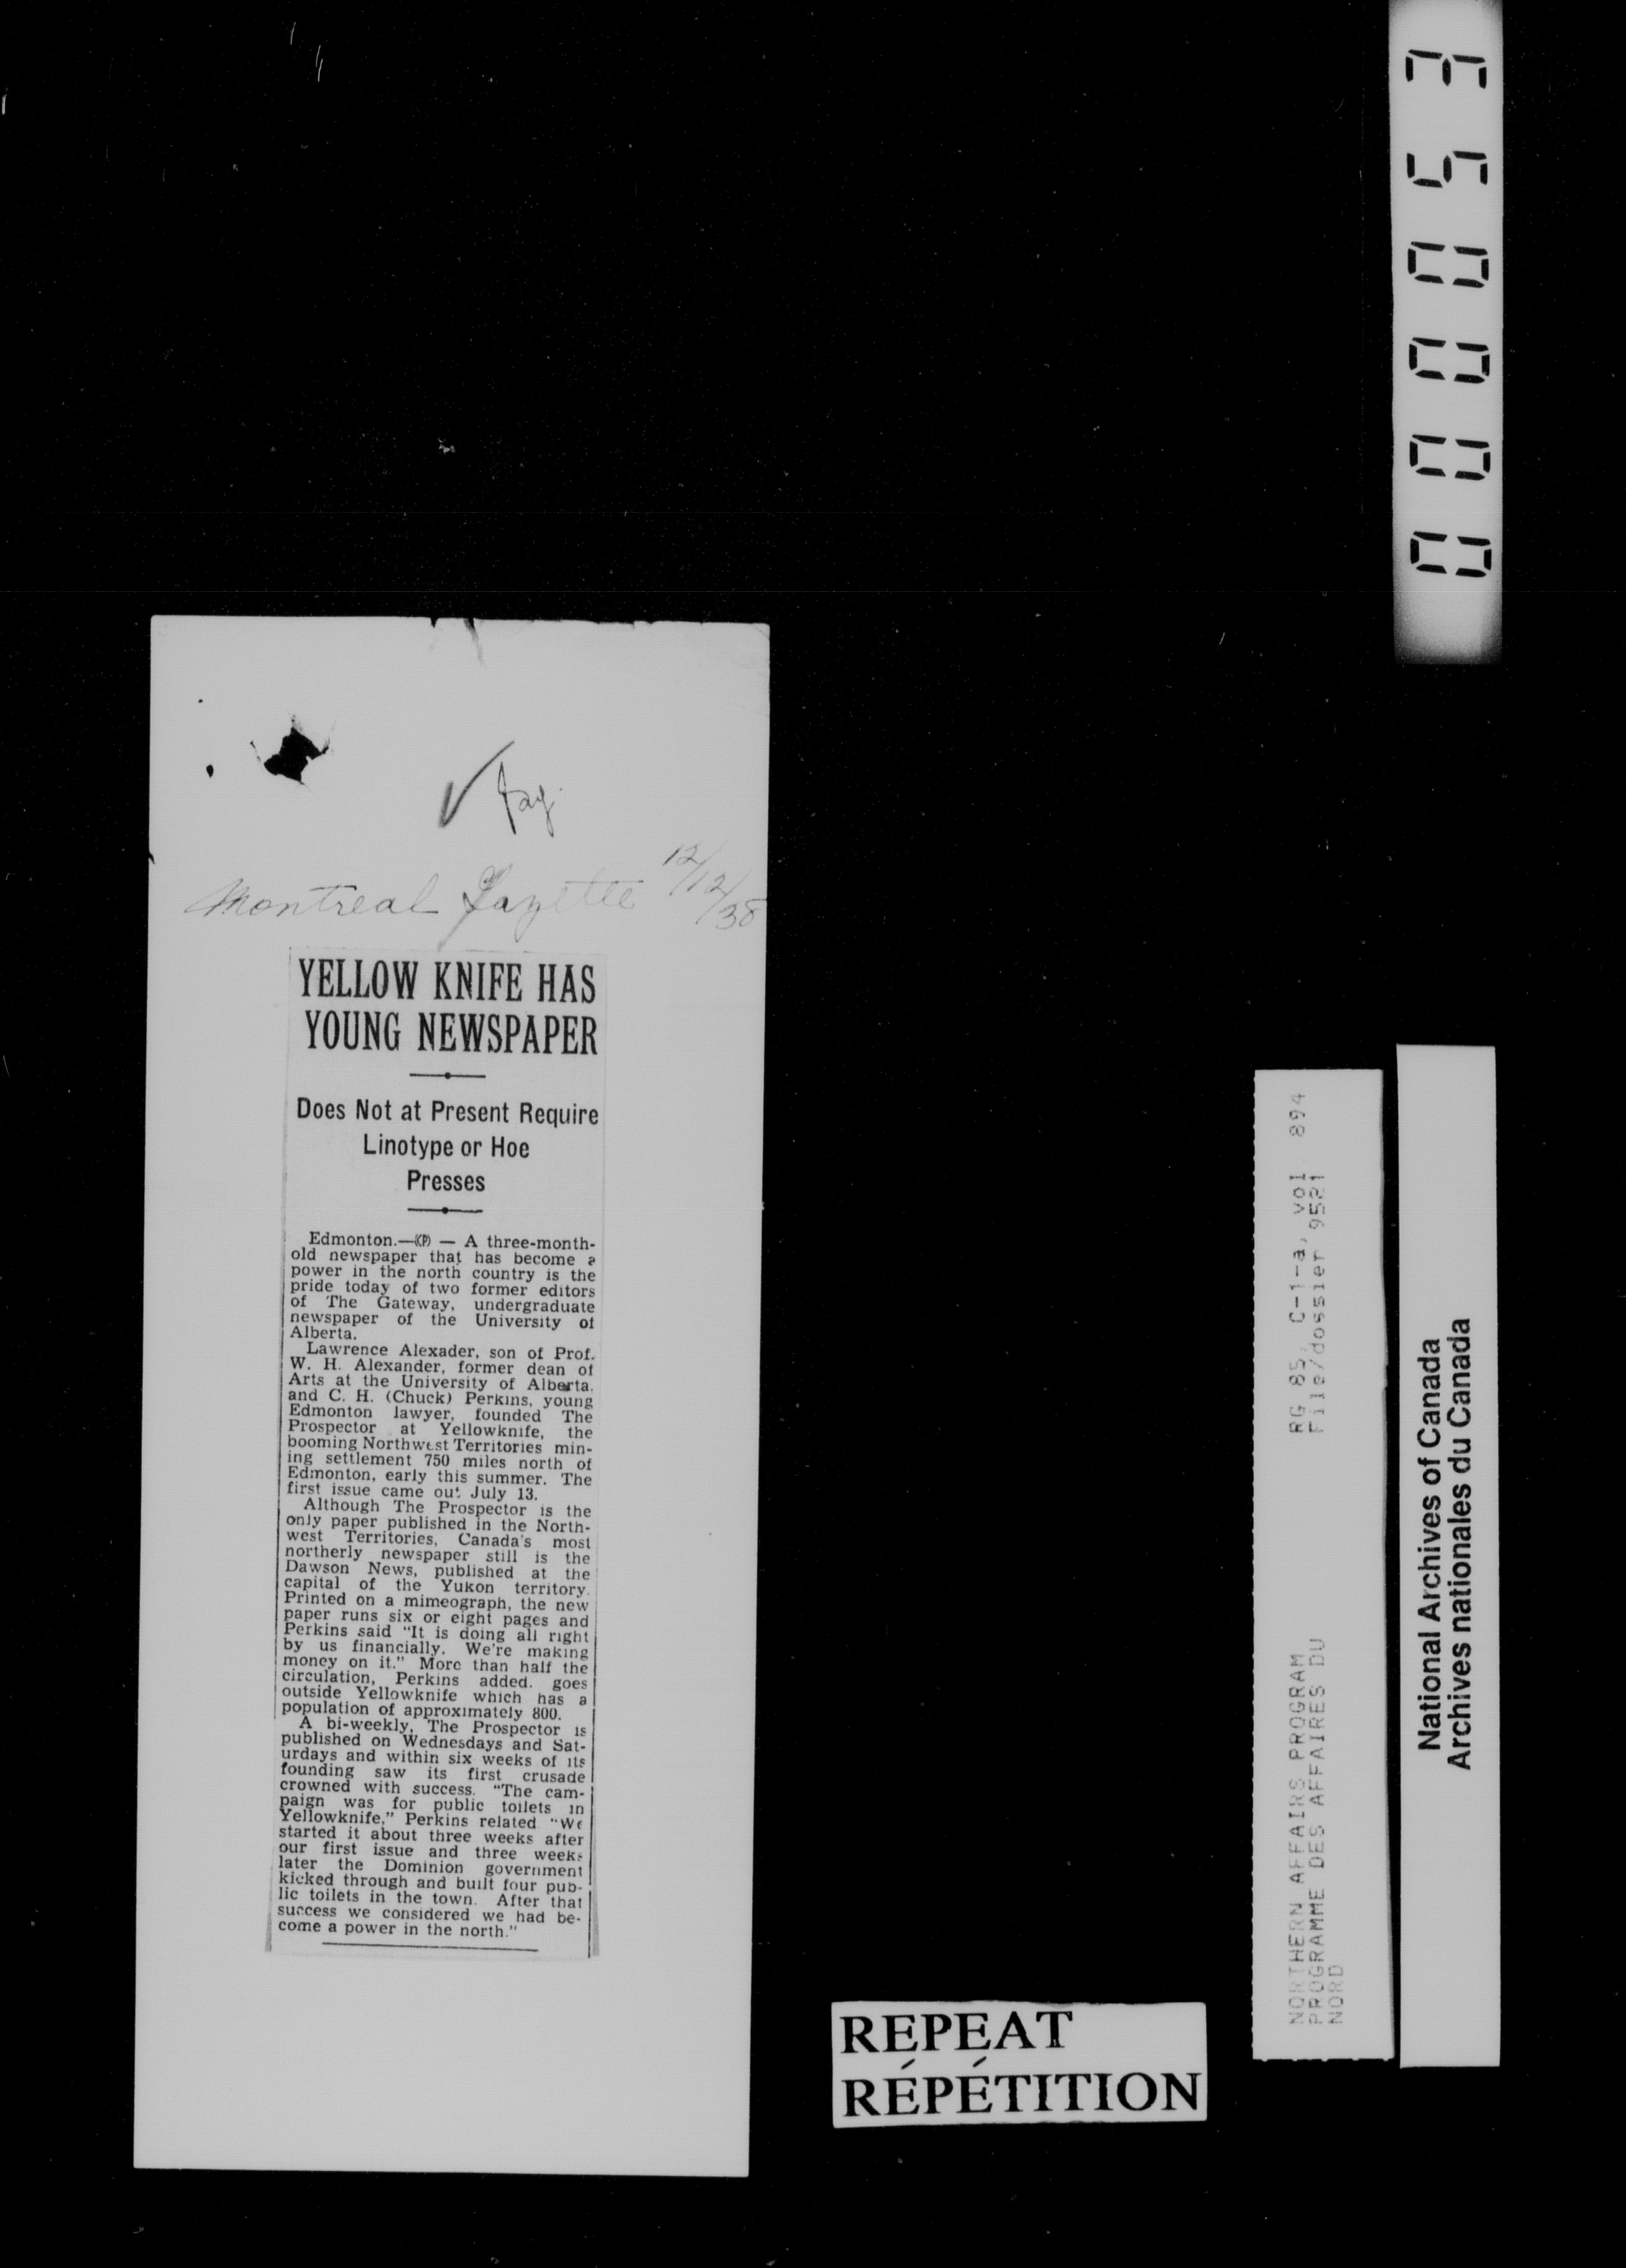 Montreal Gazette 12/12/38
YELLOW KNIFE HAS
YOUNG NEWSPAPER
Does Not at Present Require
Linotype or Hoe
Presses
Edmonton.—(CP) — A three-month-
old newspaper that has become a
power in the north country is the
pride today of two former editors
of The Gateway, undergraduate
newspaper of the University of
Alberta.
Lawrence Alexader, son of Prof.
W. H. Alexander, former dean of
Arts at the University of Alberta,
and C. H. (Chuck) Perkins, young
Edmonton lawyer, founded The
Prospector at Yellowknife, the
booming Northwest Territories min-
ing settlement 750 miles north of
Edmonton, early this summer. The
first issue came out July 13.
Although The Prospector is the
only paper published in the North-
west Territories, Canada's most
northerly newspaper still is the
Dawson News, published at the
capital of the Yukon territory.
Printed on a mimeograph, the new
paper runs six or eight pages and
Perkins said "It is doing all right
by us financially. We're making
money on it." More than half the
circulation, Perkins added. goes
outside Yellowknife which has a
population of approximately 800.
A bi-weekly, The Prospector is
published on Wednesdays and Sat-
urdays and within six weeks of its
founding saw its first crusade
crowned with success. "The cam-
paign was for public toilets in
Yellowknife," Perkins related "We
started it about three weeks after
our first issue and three weeks
later the Dominion government
kicked through and built four pub-
lic toilets in the town. After that
success we considered we had be-
come a power in the north."
REPEAT
RÉPÉTITION
NORTHERN AFFAIRS PROGRAM
PROGRAMME DES AFFAIRES DU
NORD
RG 85, C-1-a, vol 894
File/dossier 9581
National Archives of Canada
Archives nationales du Canada
000053